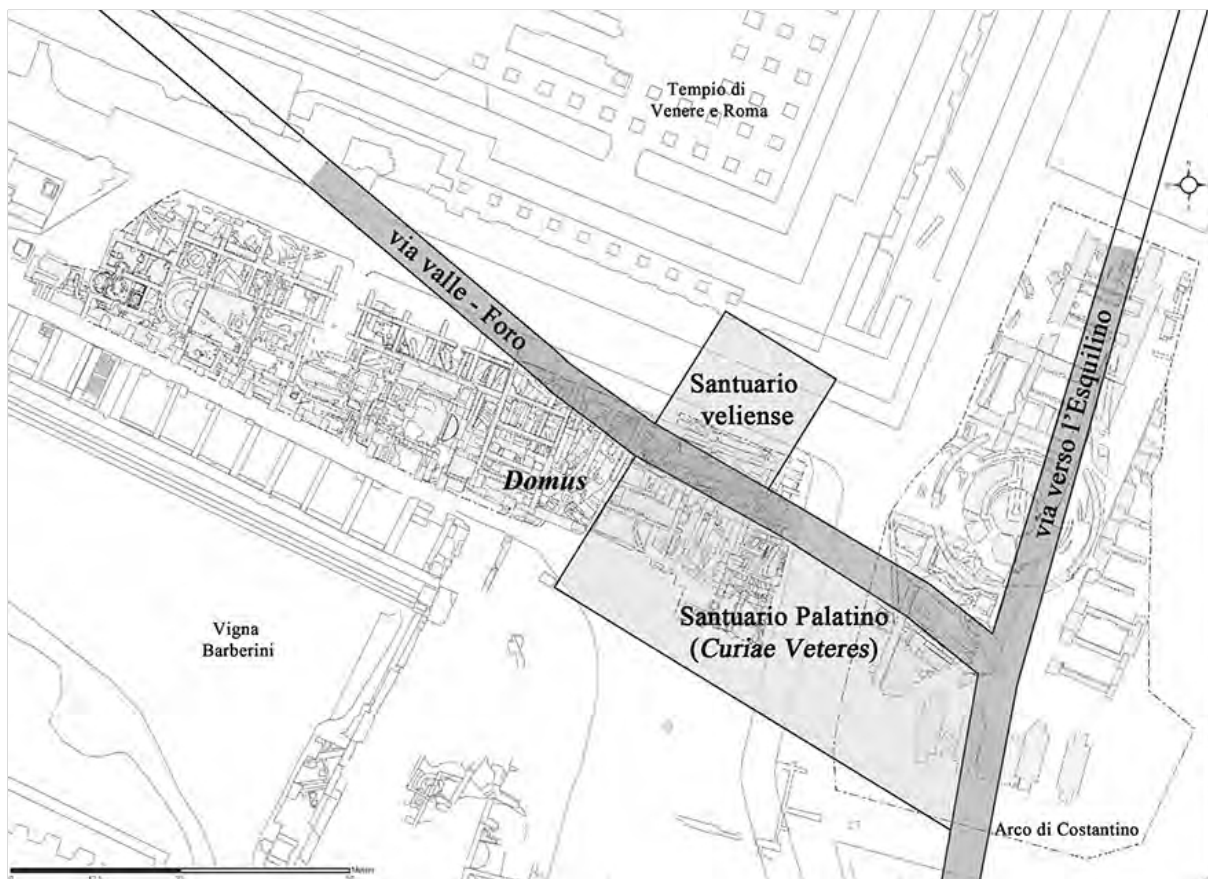 Tempio di
Venere e Roma
via valle - Foro
Santuario
veliense
via verso l'Esquilino
Domus
Santuario Palatino
(Curiae Veteres)
Vigna
Barberini
Arco di Costantino